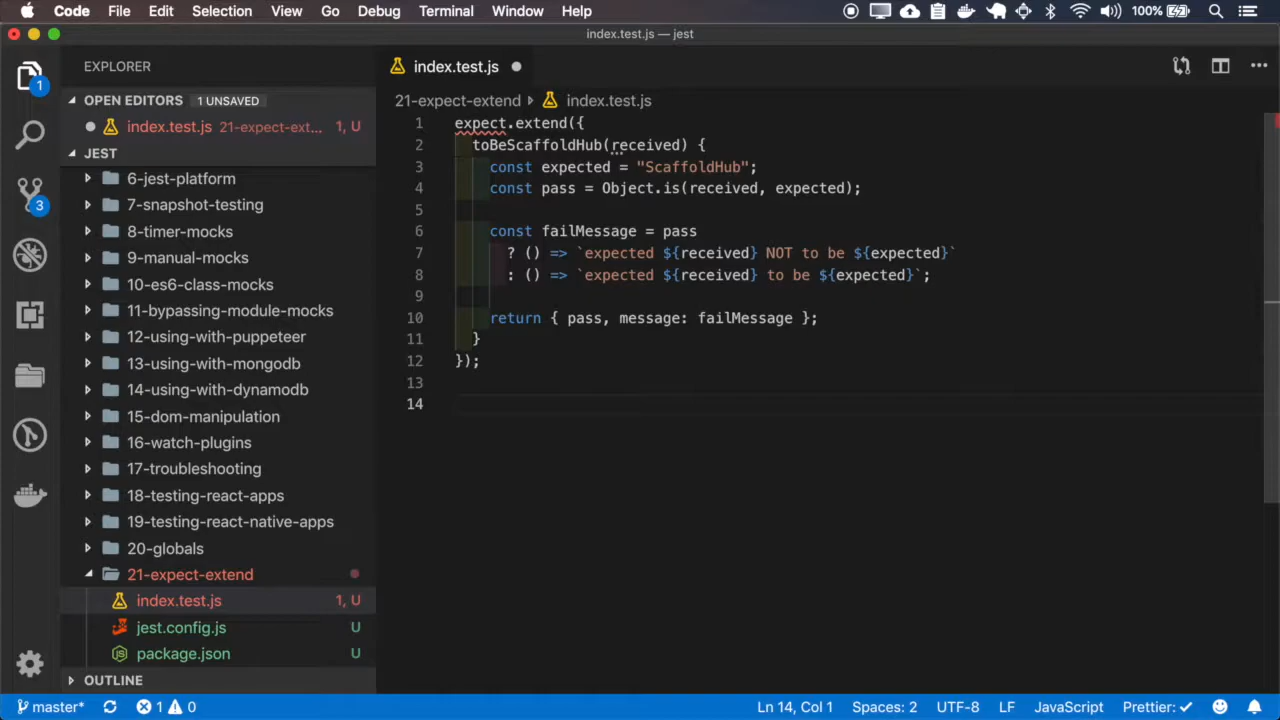 Code File Edit Selection View Go Debug Terminal Window Help 100%
index.test.js — jest
EXPLORER
1
OPEN EDITORS 1 UNSAVED
index.test.js 21-expect-ext... 1, U
JEST
6-jest-platform
7-snapshot-testing
3
8-timer-mocks
9-manual-mocks
10-es6-class-mocks
11-bypassing-module-mocks
12-using-with-puppeteer
13-using-with-mongodb
14-using-with-dynamodb
15-dom-manipulation
16-watch-plugins
17-troubleshooting
18-testing-react-apps
19-testing-react-native-apps
20-globals
21-expect-extend
index.test.js 1, U
jest.config.js U
package.json U
OUTLINE
index.test.js
21-expect-extend index.test.js
1 expect.extend({
2 toBeScaffoldHub(received) {
3 const expected = "ScaffoldHub";
4 const pass = Object.is(received, expected);
5
6 const failMessage = pass
7 ? () => `expected ${received} NOT to be ${expected}`
8 : () => `expected ${received} to be ${expected}`;
9
10 return { pass, message: failMessage };
11 }
12 });
13
14
master* 1 0 Ln 14, Col 1 Spaces: 2 UTF-8 LF JavaScript Prettier: ✓